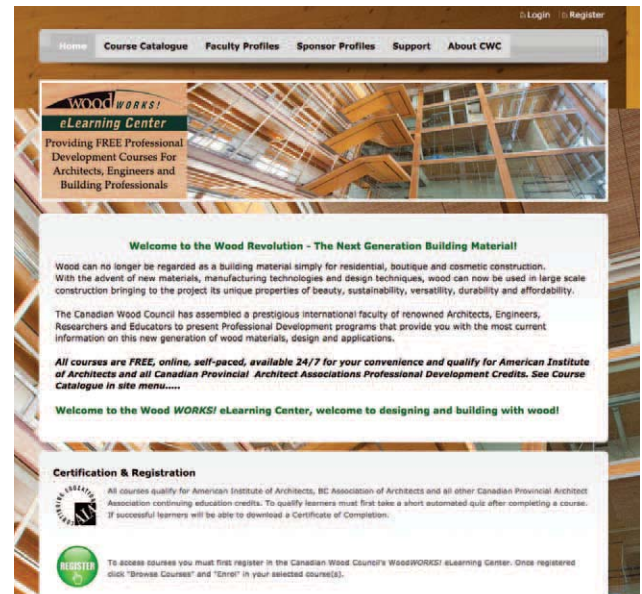 Login Register
Home Course Catalogue Faculty Profiles Sponsor Profiles Support About CWC
wood WORKS!
eLearning Center
Providing FREE Professional
Development Courses For
Architects, Engineers and
Building Professionals
Welcome to the Wood Revolution - The Next Generation Building Material!
Wood can no longer be regarded as a building material simply for residential, boutique and cosmetic construction.
With the advent of new materials, manufacturing technologies and design techniques, wood can now be used in large scale
construction bringing to the project its unique properties of beauty, sustainability, versatility, durability and affordability.
The Canadian Wood Council has assembled a prestigious international faculty of renowned Architects, Engineers,
Researchers and Educators to present Professional Development programs that provide you with the most current
information on this new generation of wood materials, design and applications.
All courses are FREE, online, self-paced, available 24/7 for your convenience and qualify for American Institute
of Architects and all Canadian Provincial Architect Associations Professional Development Credits. See Course
Catalogue in site menu.....
Welcome to the Wood WORKS! eLearning Center, welcome to designing and building with wood!
Certification & Registration
CONTINUING EDUCATION
AIA
All courses qualify for American Institute of Architects, BC Association of Architects and all other Canadian Provincial Architect
Association continuing education credits. To qualify learners must first take a short automated quiz after completing a course.
If successful learners will be able to download a Certificate of Completion.
REGISTER
To access courses you must first register in the Canadian Wood Council's WoodWORKS! eLearning Center. Once registered
click "Browse Courses" and "Enrol" in your selected course(s).